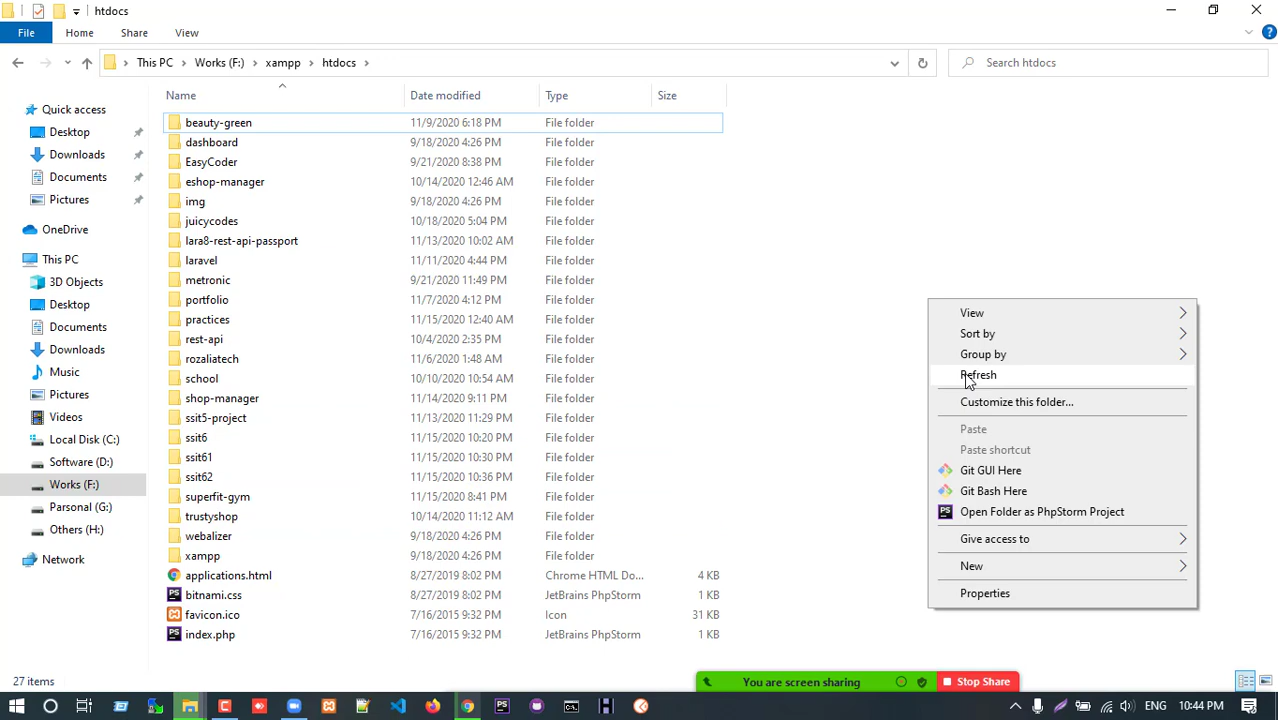 htdocs
File Home Share View
This PC Works (F:) xampp htdocs Search htdocs
Name Date modified Type Size
Quick access
Desktop
Downloads
Documents
Pictures
OneDrive
This PC
3D Objects
Desktop
Documents
Downloads
Music
Pictures
Videos
Local Disk (C:)
Software (D:)
Works (F:)
Parsonal (G:)
Others (H:)
Network
beauty-green 11/9/2020 6:18 PM File folder
dashboard 9/18/2020 4:26 PM File folder
EasyCoder 9/21/2020 8:38 PM File folder
eshop-manager 10/14/2020 12:46 AM File folder
img 9/18/2020 4:26 PM File folder
juicycodes 10/18/2020 5:04 PM File folder
lara8-rest-api-passport 11/13/2020 10:02 AM File folder
laravel 11/11/2020 4:44 PM File folder
metronic 9/21/2020 11:49 PM File folder
portfolio 11/7/2020 4:12 PM File folder
practices 11/15/2020 12:40 AM File folder
rest-api 10/4/2020 2:35 PM File folder
rozaliatech 11/6/2020 1:48 AM File folder
school 10/10/2020 10:54 AM File folder
shop-manager 10/14/2020 9:11 PM File folder
ssit5-project 11/13/2020 11:29 PM File folder
ssit6 11/15/2020 10:20 PM File folder
ssit61 11/15/2020 10:30 PM File folder
ssit62 11/15/2020 10:36 PM File folder
superfit-gym 11/15/2020 8:41 PM File folder
trustyshop 10/14/2020 11:12 AM File folder
webalizer 9/18/2020 4:26 PM File folder
xampp 9/18/2020 4:26 PM File folder
applications.html 8/27/2019 8:02 PM Chrome HTML Do... 4 KB
bitnami.css 8/27/2019 8:02 PM JetBrains PhpStorm 1 KB
favicon.ico 7/16/2015 9:32 PM Icon 31 KB
index.php 7/16/2015 9:32 PM JetBrains PhpStorm 1 KB
View
Sort by
Group by
Refresh
Customize this folder...
Paste
Paste shortcut
Git GUI Here
Git Bash Here
Open Folder as PhpStorm Project
Give access to
New
Properties
27 items
You are screen sharing Stop Share
ENG 10:44 PM